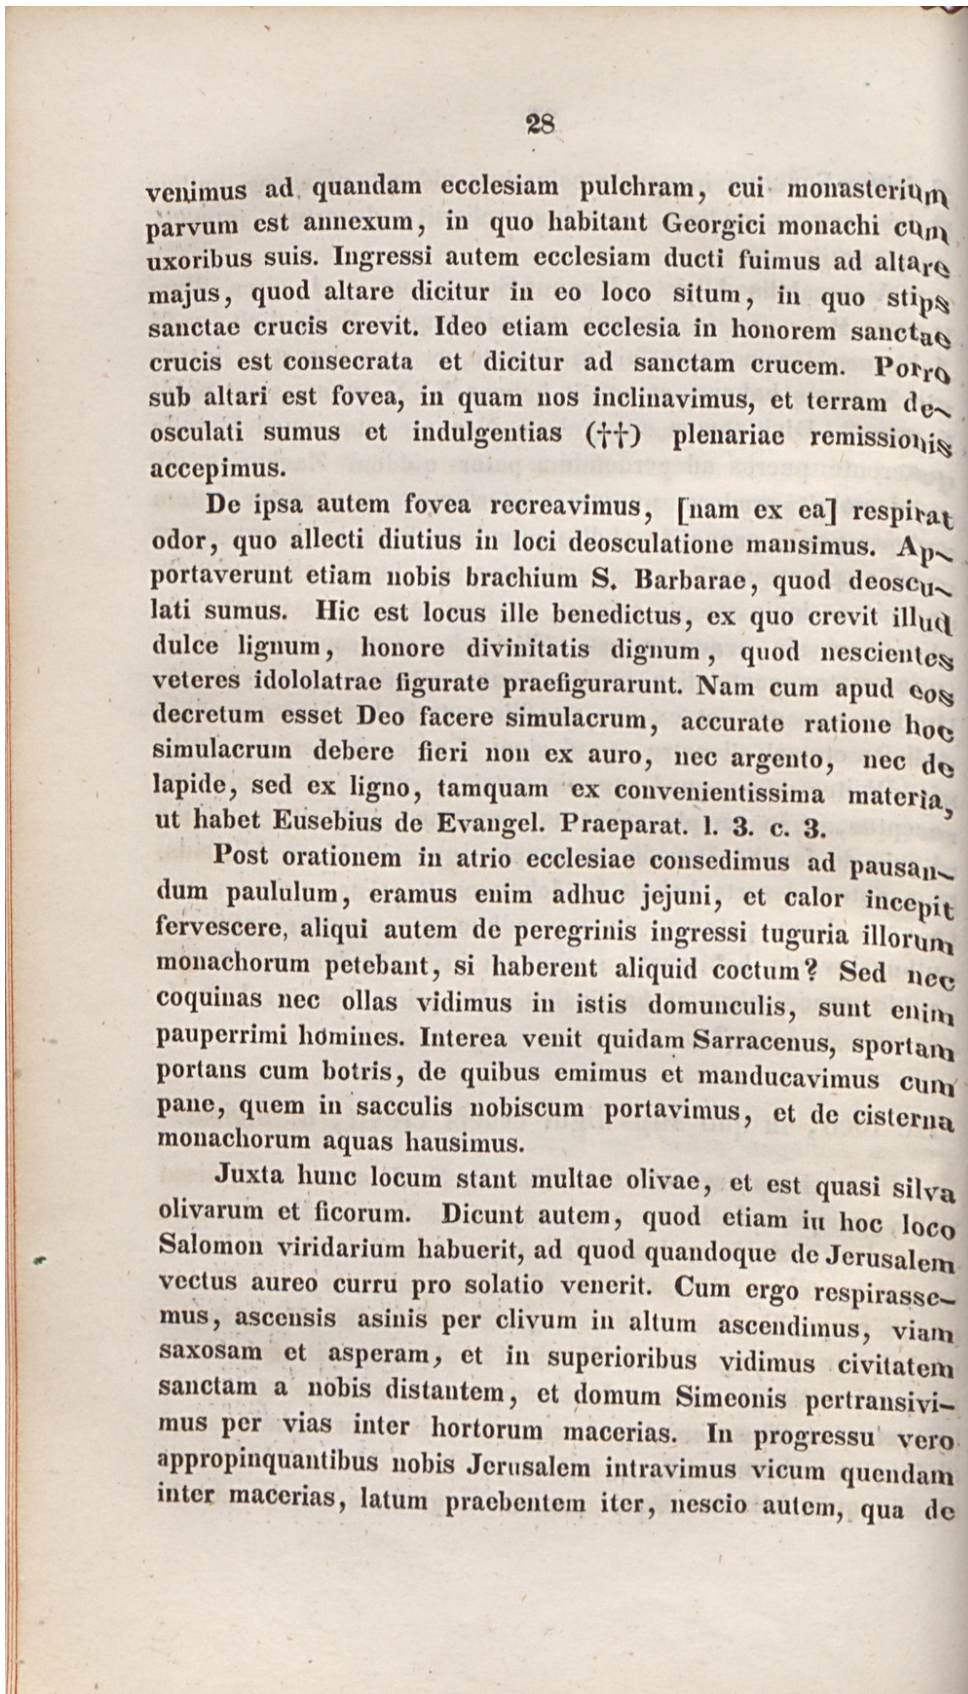 28
venimus ad quandam ecclesiam pulchram, cui monasterium
parvum est annexum, in quo habitant Georgici monachi cum
uxoribus suis. Ingressi autem ecclesiam ducti fuimus ad altare
majus, quod altare dicitur in eo loco situm, in quo stips
sanctae crucis crevit. Ideo etiam ecclesia in honorem sanctae
crucis est consecrata et dicitur ad sanctam crucem. Porro
sub altari est fovea, in quam nos inclinavimus, et terram de-
osculati sumus et indulgentias (††) plenariae remissionis
accepimus.
De ipsa autem fovea recreavimus, [nam ex ea] respirat
odor, quo allecti diutius in loci deosculatione mansimus. Ap-
portaverunt etiam nobis brachium S. Barbarae, quod deoscu-
lati sumus. Hic est locus ille benedictus, ex quo crevit illud
dulce lignum, honore divinitatis dignum, quod nescientes
veteres idololatrae figurate praefigurarunt. Nam cum apud eos
decretum esset Deo facere simulacrum, accurate ratione hoc
simulacrum debere fieri non ex auro, nec argento, nec de
lapide, sed ex ligno, tamquam ex convenientissima materia,
ut habet Eusebius de Evangel. Praeparat. l. 3. c. 3.
Post orationem in atrio ecclesiae consedimus ad pausan-
dum paululum, eramus enim adhuc jejuni, et calor incepit
fervescere, aliqui autem de peregrinis ingressi tuguria illorum
monachorum petebant, si haberent aliquid coctum? Sed nec
coquinas nec ollas vidimus in istis domunculis, sunt enim
pauperrimi homines. Interea venit quidam Sarracenus, sportam
portans cum botris, de quibus emimus et manducavimus cum
pane, quem in sacculis nobiscum portavimus, et de cisterna
monachorum aquas hausimus.
Juxta hunc locum stant multae olivae, et est quasi silva
olivarum et ficorum. Dicunt autem, quod etiam in hoc loco
Salomon viridarium habuerit, ad quod quandoque de Jerusalem
vectus aureo curru pro solatio venerit. Cum ergo respirasse-
mus, ascensis asinis per clivum in altum ascendimus, viam
saxosam et asperam, et in superioribus vidimus civitatem
sanctam a nobis distantem, et domum Simeonis pertransivi-
mus per vias inter hortorum macerias. In progressu vero
appropinquantibus nobis Jerusalem intravimus vicum quendam
inter macerias, latum praebentem iter, nescio autem, qua de